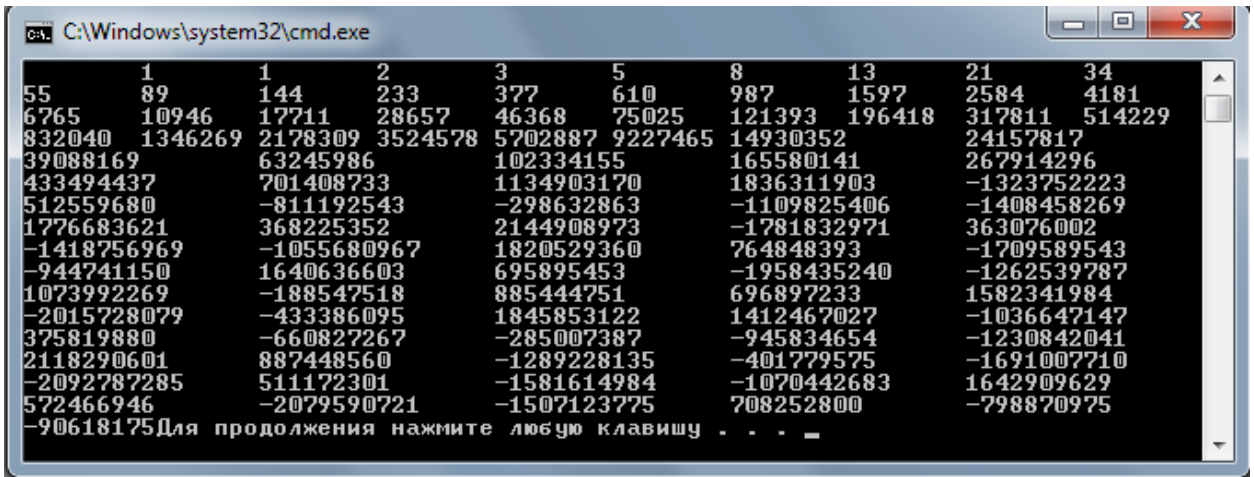 C:\Windows\system32\cmd.exe
1 1 2 3 5 8 13 21 34
55 89 144 233 377 610 987 1597 2584 4181
6765 10946 17711 28657 46368 75025 121393 196418 317811 514229
832040 1346269 2178309 3524578 5702887 9227465 14930352 24157817
39088169 63245986 102334155 165580141 267914296
433494437 701408733 1134903170 1836311903 -1323752223
512559680 -811192543 -298632863 -1109825406 -1408458269
1776683621 368225352 2144908973 -1781832971 363076002
-1418756969 -1055680967 1820529360 764848393 -1709589543
-944741150 1640636603 695895453 -1958435240 -1262539787
1073992269 -188547518 885444751 696897233 1582341984
-2015728079 -433386095 1845853122 1412467027 -1036647147
375819880 -660827267 -285007387 -945834654 -1230842041
2118290601 887448560 -1289228135 -401779575 -1691007710
-2092787285 511172301 -1581614984 -1070442683 1642909629
572466946 -2079590721 -1507123775 708252800 -798870975
-90618175Для продолжения нажмите любую клавишу . . . _